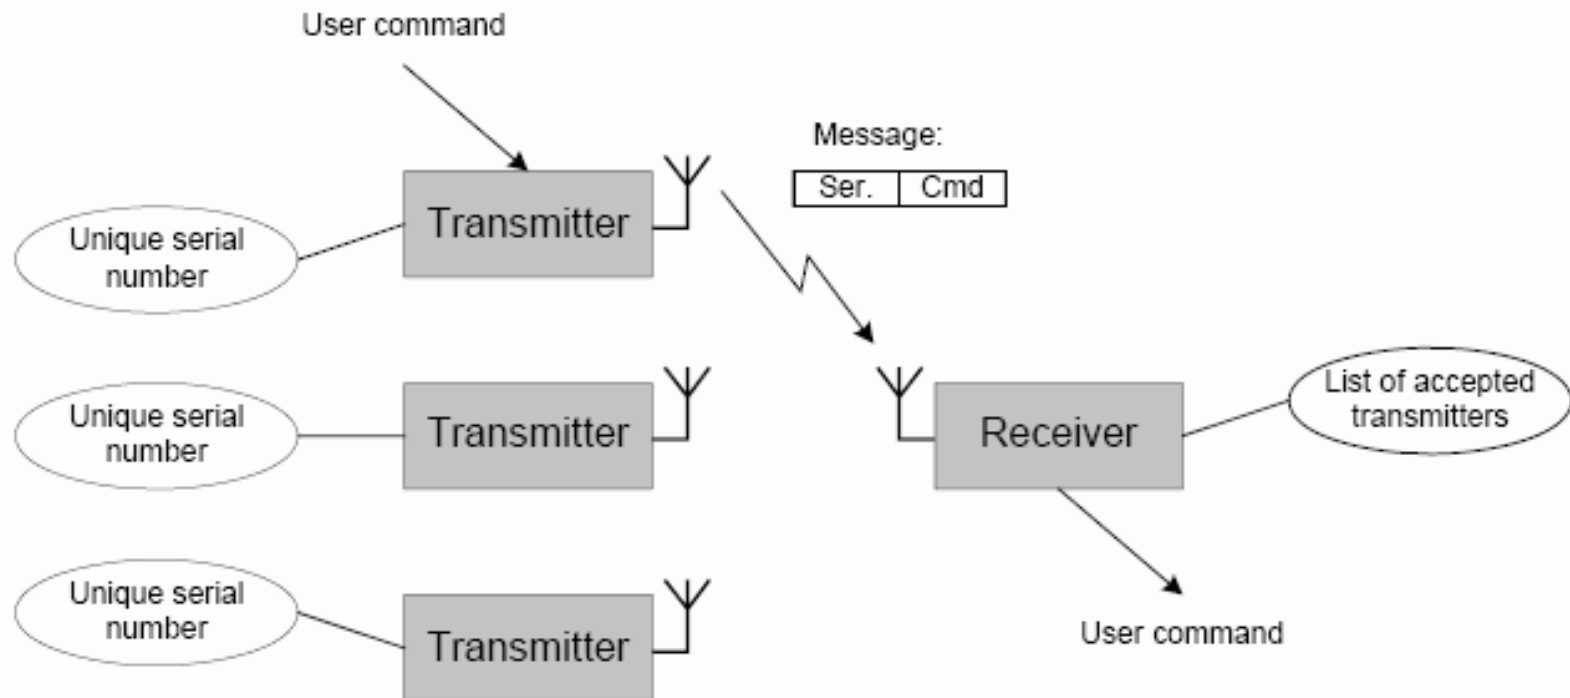 User command
Message:
Ser. Cmd
Transmitter
Unique serial
number
List of accepted
transmitters
Unique serial
number
Transmitter
Receiver
Unique serial
number
Transmitter
User command